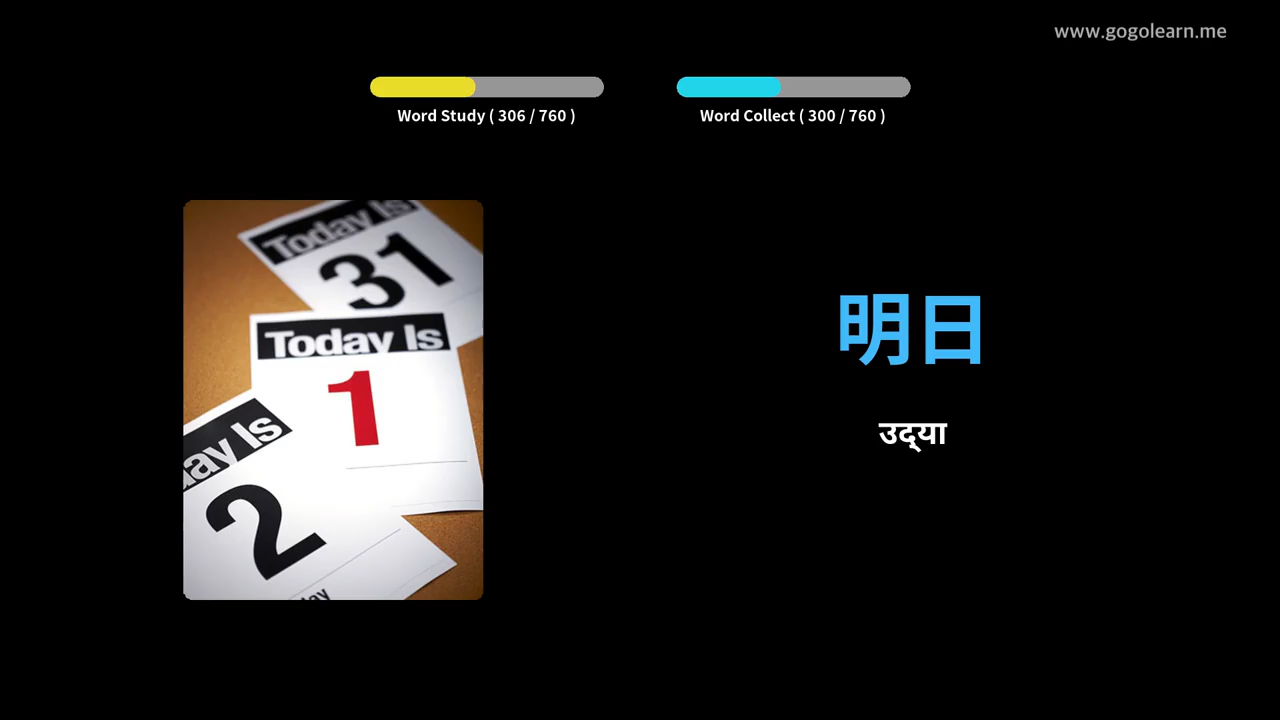 www.gogolearn.me
Word Study ( 306 / 760 )
Word Collect ( 300 / 760 )
Today Is
31
Today Is
1
ay Is
2
明日
उद्‌या